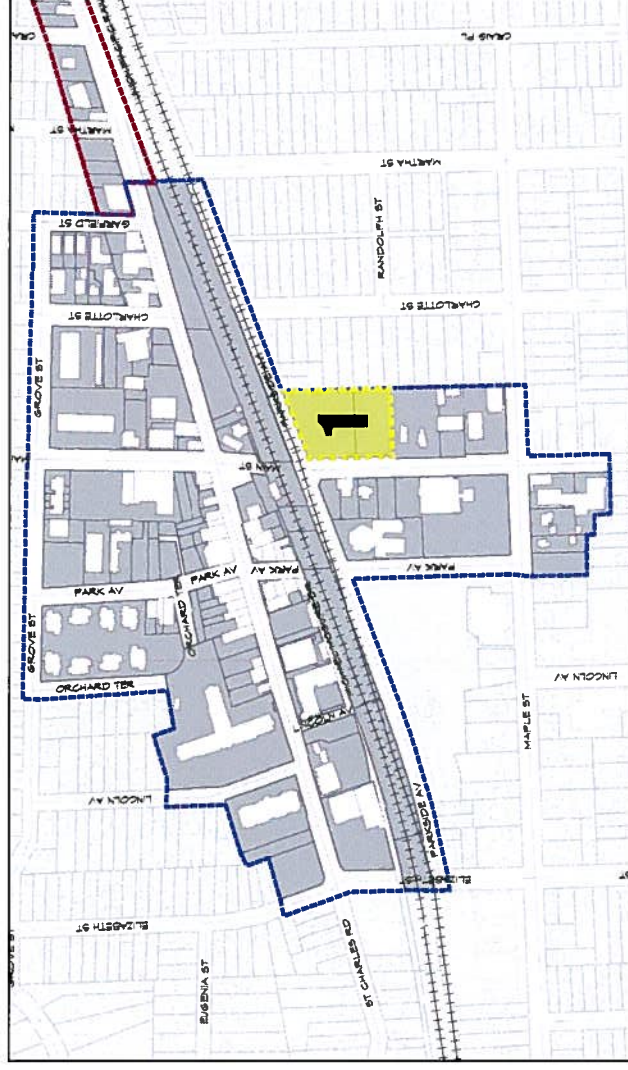 CRAIG PL
MARTHA ST
MARTHA ST
GARFIELD ST
RANDOLPH ST
CHARLOTTE ST
CHARLOTTE ST
GROVE ST
1
MAIN ST
PARK AV
PARK AV
PARK AV
PARK AV
ORCHARD TER
GROVE ST
ORCHARD TER
LINCOLN AV
LINCOLN AV
MAPLE ST
LINCOLN AV
PARKSIDE AV
ELIZABETH ST
ELIZABETH ST
EUGENIA ST
ST CHARLES RD
GROVE ST